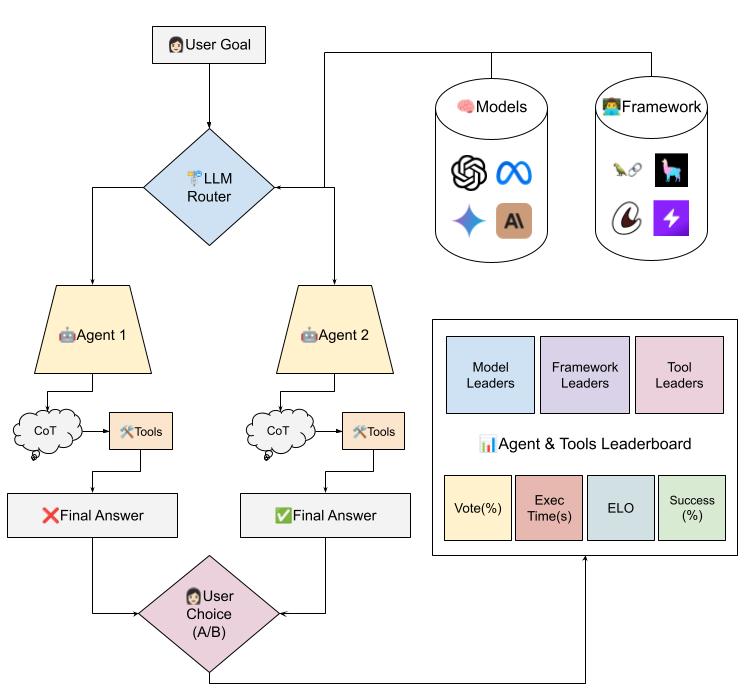 User Goal
Models
Framework
LLM
Router
Agent 1
Agent 2
CoT
Tools
CoT
Tools
Final Answer
Final Answer
User
Choice
(A/B)
Model
Leaders
Framework
Leaders
Tool
Leaders
Agent & Tools Leaderboard
Vote(%)
Exec
Time(s)
ELO
Success
(%)